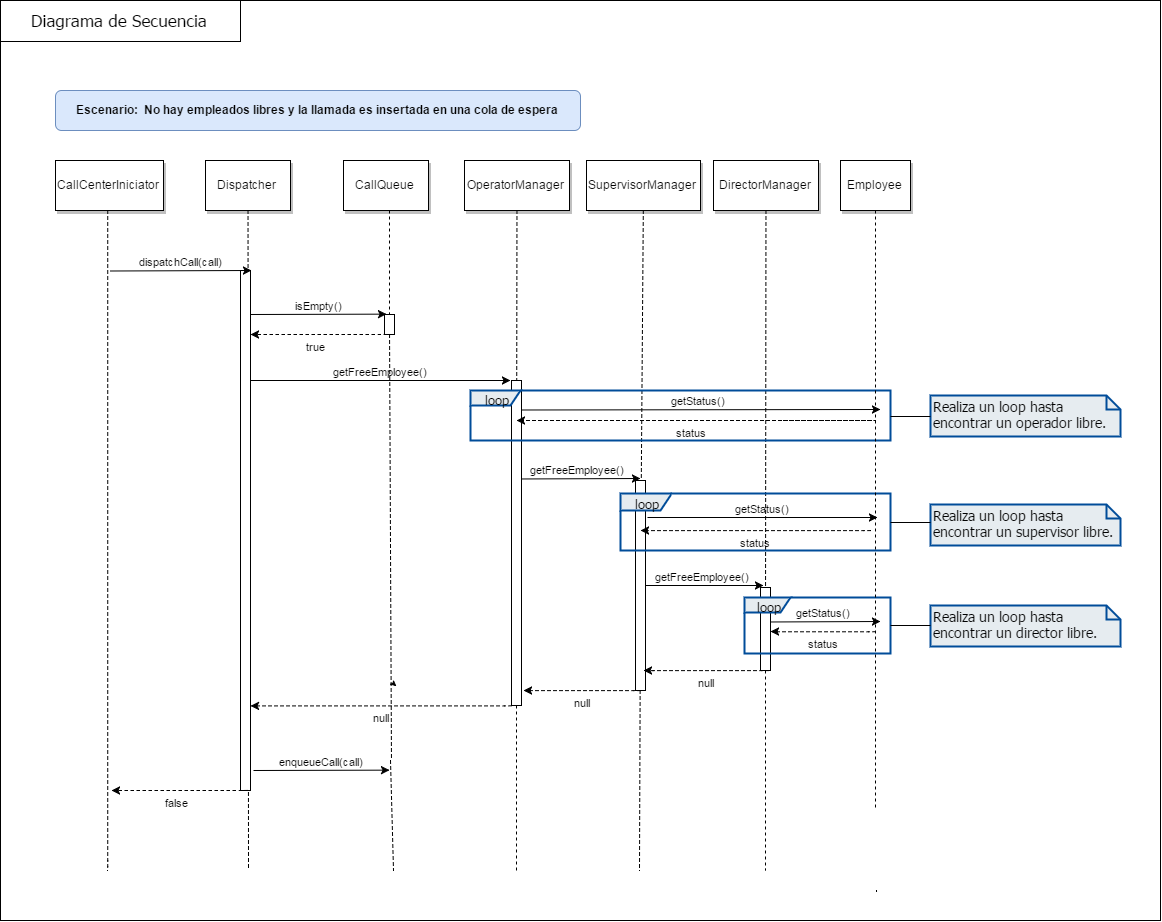 Diagrama de Secuencia
Escenario: No hay empleados libres y la llamada es insertada en una cola de espera
CallCenterIniciator
Dispatcher
CallQueue
OperatorManager
SupervisorManager
DirectorManager
Employee
dispatchCall(call)
isEmpty()
true
getFreeEmployee()
loop
getStatus()
status
Realiza un loop hasta
encontrar un operador libre.
getFreeEmployee()
loop
getStatus()
status
Realiza un loop hasta
encontrar un supervisor libre.
getFreeEmployee()
loop
getStatus()
status
Realiza un loop hasta
encontrar un director libre.
null
null
null
enqueueCall(call)
false